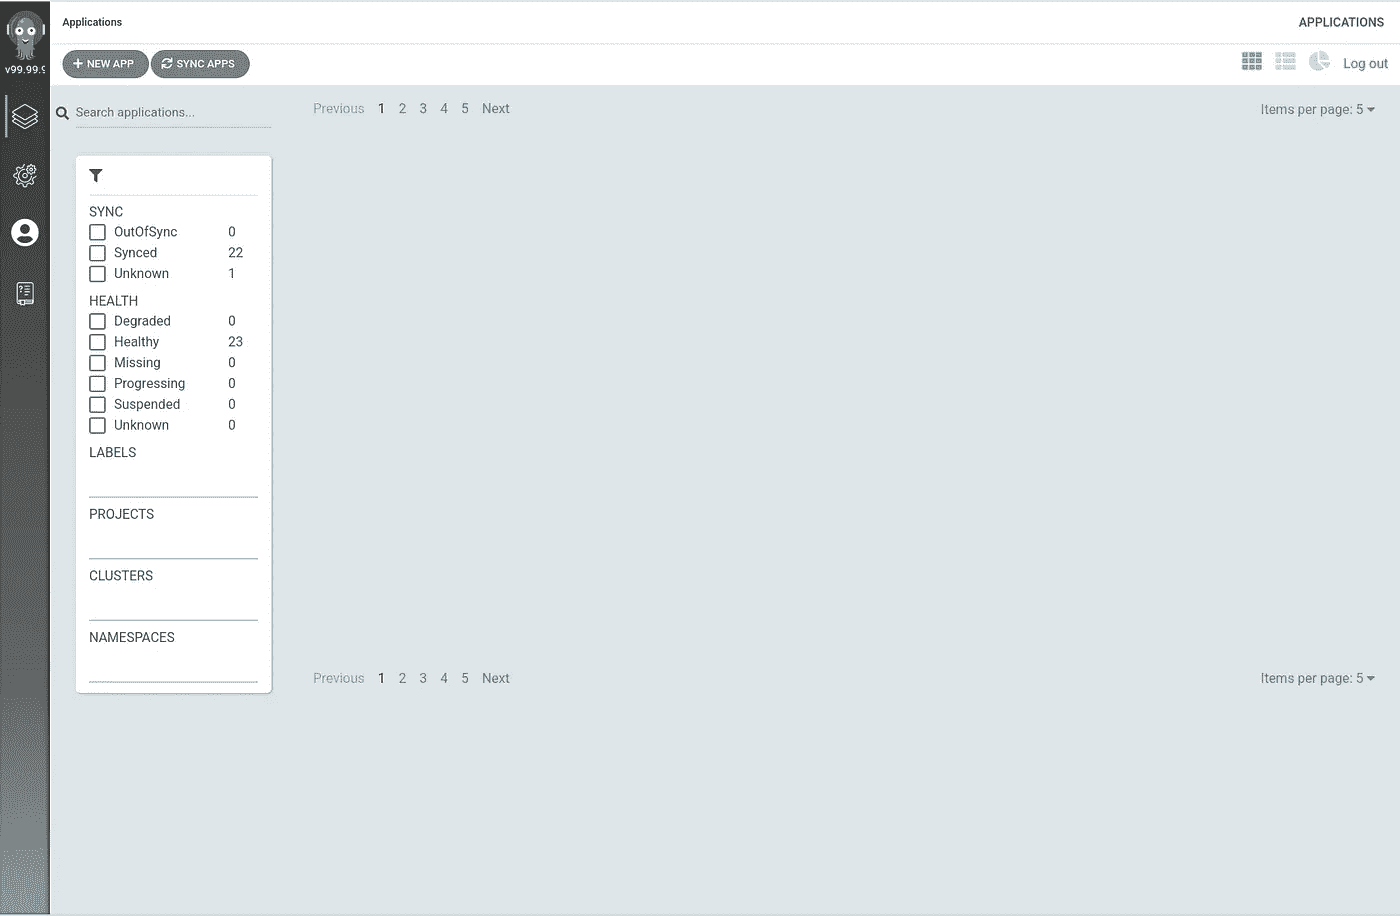 Applications
APPLICATIONS
NEW APP
SYNC APPS
Log out
v99.99.9
Search applications...
Previous 1 2 3 4 5 Next
Items per page: 5
SYNC
OutOfSync 0
Synced 22
Unknown 1
HEALTH
Degraded 0
Healthy 23
Missing 0
Progressing 0
Suspended 0
Unknown 0
LABELS
PROJECTS
CLUSTERS
NAMESPACES
Previous 1 2 3 4 5 Next
Items per page: 5